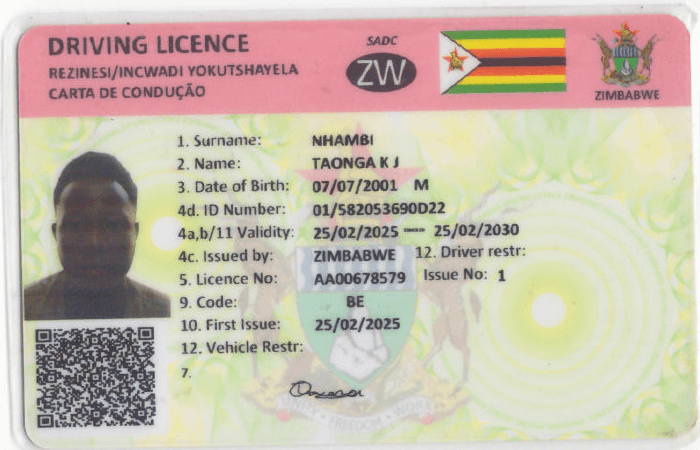 DRIVING LICENCE
REZINESI/INCWADI YOKUTSHAYELA
CARTA DE CONDUÇÃO
SADC
ZW
ZIMBABWE
1. Surname: NHAMBI
2. Name: TAONGA K J
3. Date of Birth: 07/07/2001 M
4d. ID Number: 01/582053690D22
4a,b/11 Validity: 25/02/2025 25/02/2030
4c. Issued by: ZIMBABWE 12. Driver restr:
5. Licence No: AA00678579 Issue No: 1
9. Code: BE
10. First Issue: 25/02/2025
12. Vehicle Restr:
7.
UNITY FREEDOM WORK